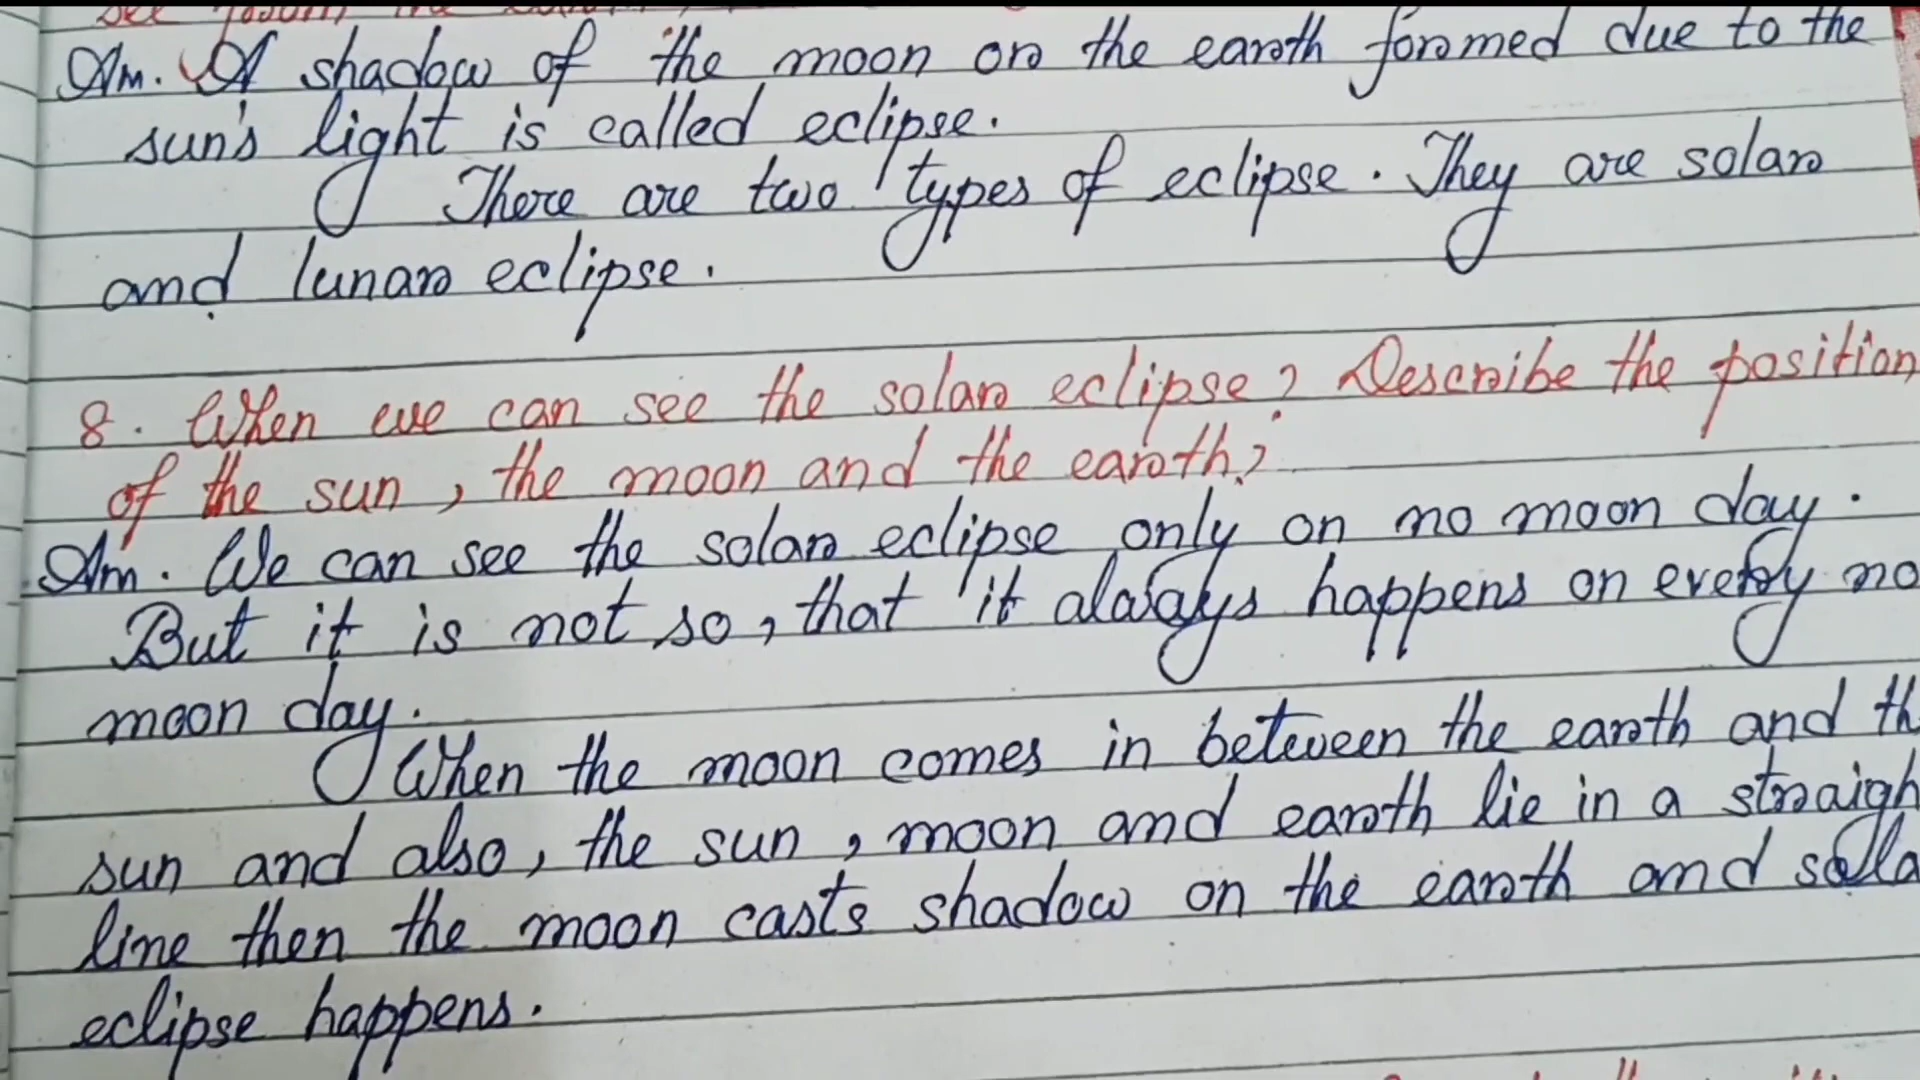 Ans. A shadow of the moon on the earth formed due to the
sun's light is called eclipse.
There are two types of eclipse. They are solar
and lunar eclipse.
8. When we can see the solar eclipse? Describe the position
of the sun, the moon and the earth?
Ans. We can see the solar eclipse only on no moon day.
But it is not so, that it always happens on every no
moon day.
When the moon comes in between the earth and th
sun and also, the sun, moon and earth lie in a straigh
line then the moon casts shadow on the earth and sola
eclipse happens.